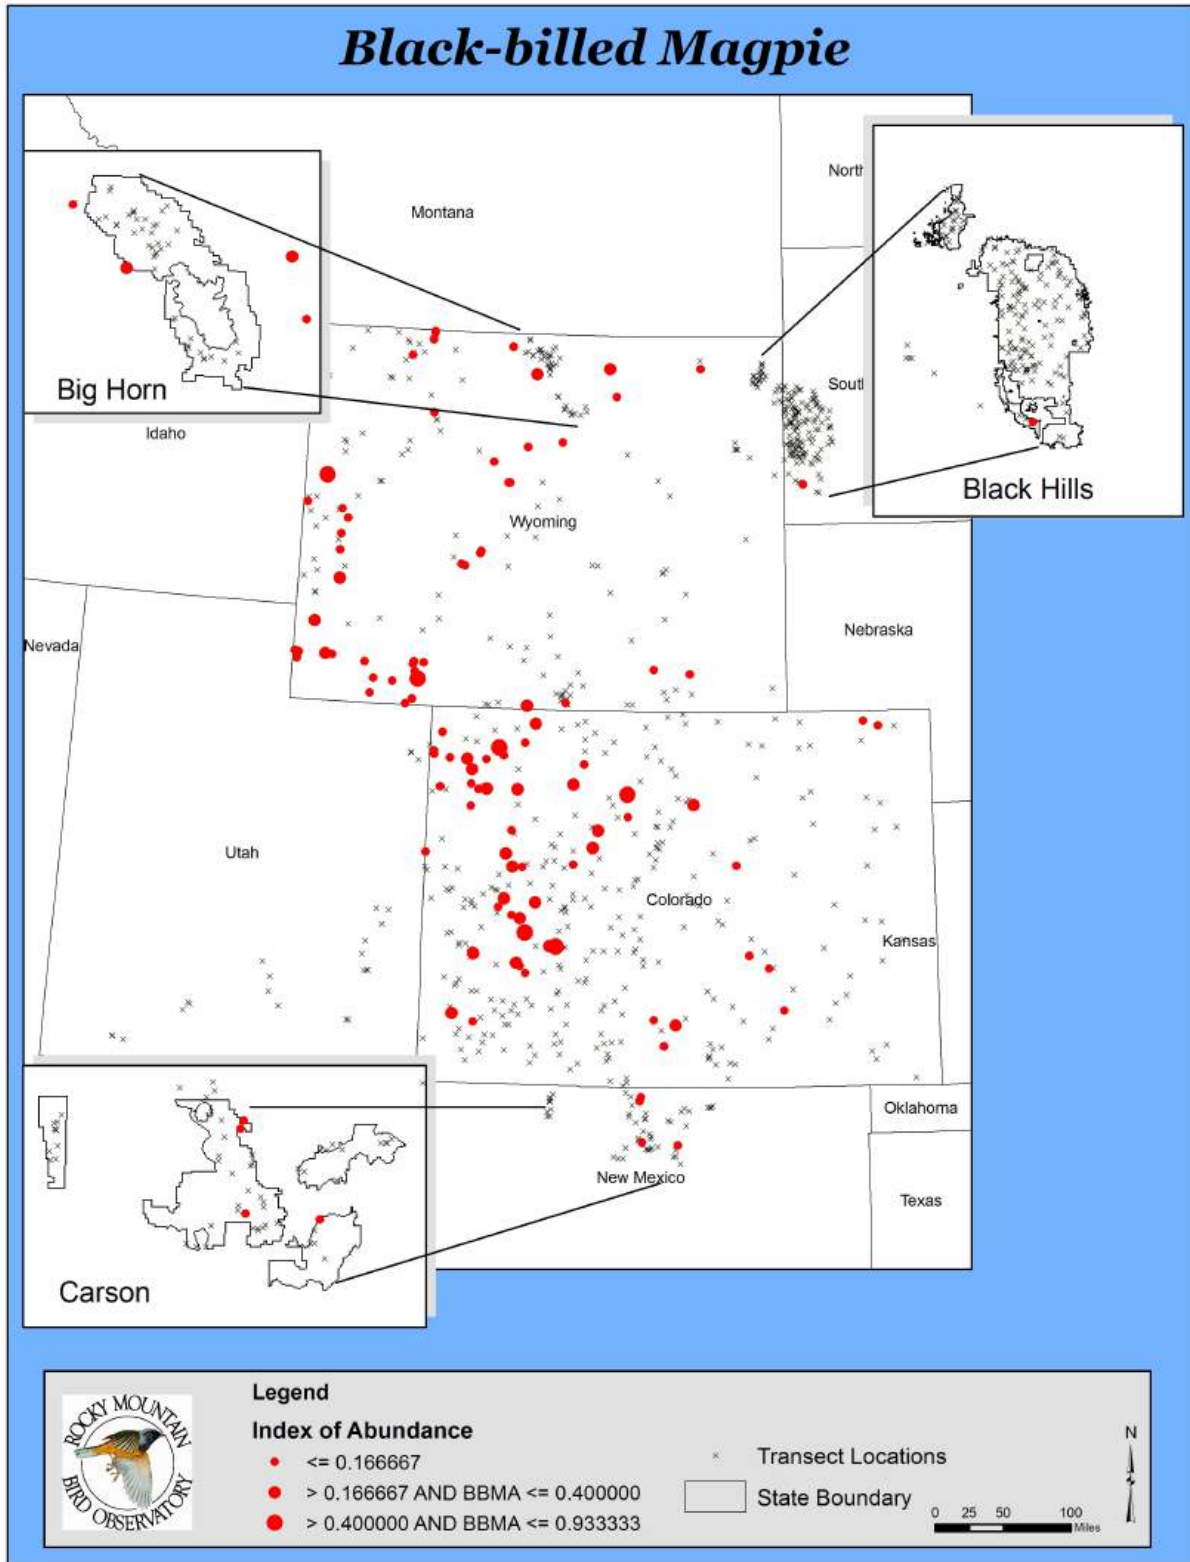 Black-billed Magpie
North
Montana
Big Horn
South
Idaho
Black Hills
Wyoming
Nevada
Nebraska
Utah
Colorado
Kansas
Oklahoma
New Mexico
Texas
Carson
Legend
Index of Abundance
<= 0.166667
> 0.166667 AND BBMA <= 0.400000
> 0.400000 AND BBMA <= 0.933333
Transect Locations
State Boundary
N
0 25 50 100
Miles
ROCKY MOUNTAIN
BIRD OBSERVATORY